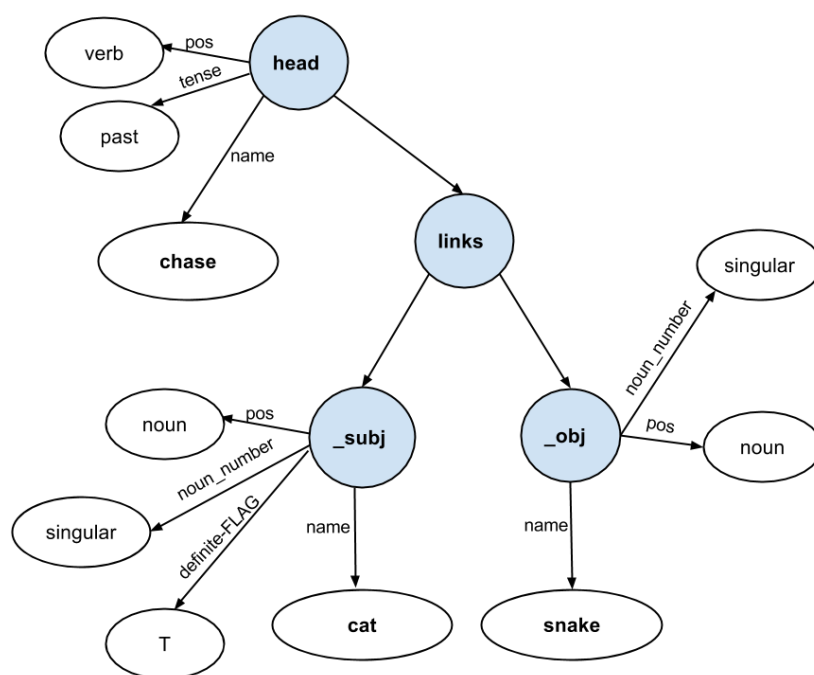 verb
pos
head
tense
past
name
chase
links
singular
noun_number
noun
pos
_subj
_obj
pos
noun
noun_number
singular
definite-FLAG
name
name
T
cat
snake